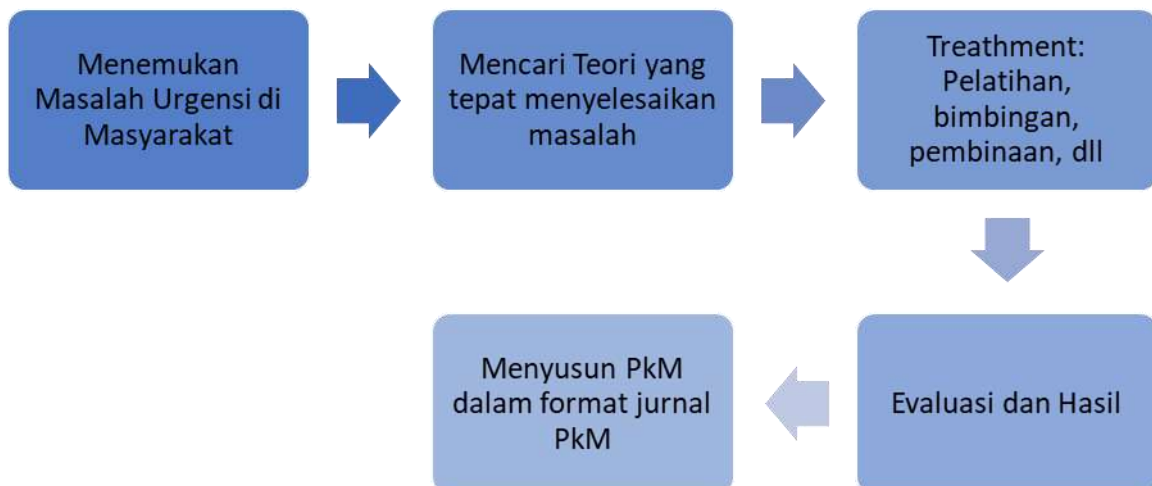 Menemukan
Masalah Urgensi di
Masyarakat
Mencari Teori yang
tepat menyelesaikan
masalah
Treathment:
Pelatihan,
bimbingan,
pembinaan, dll
Evaluasi dan Hasil
Menyusun PkM
dalam format jurnal
PkM